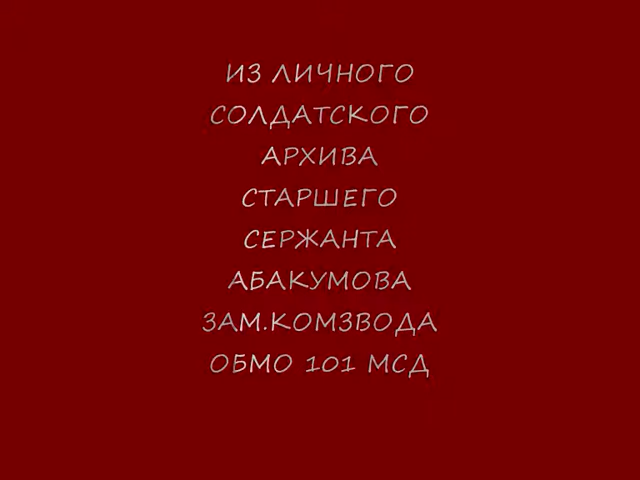 ИЗ ЛИЧНОГО
СОЛДАТСКОГО
АРХИВА
СТАРШЕГО
СЕРЖАНТА
АБАКУМОВА
ЗАМ.КОМЗВОДА
ОБМО 101 МСД